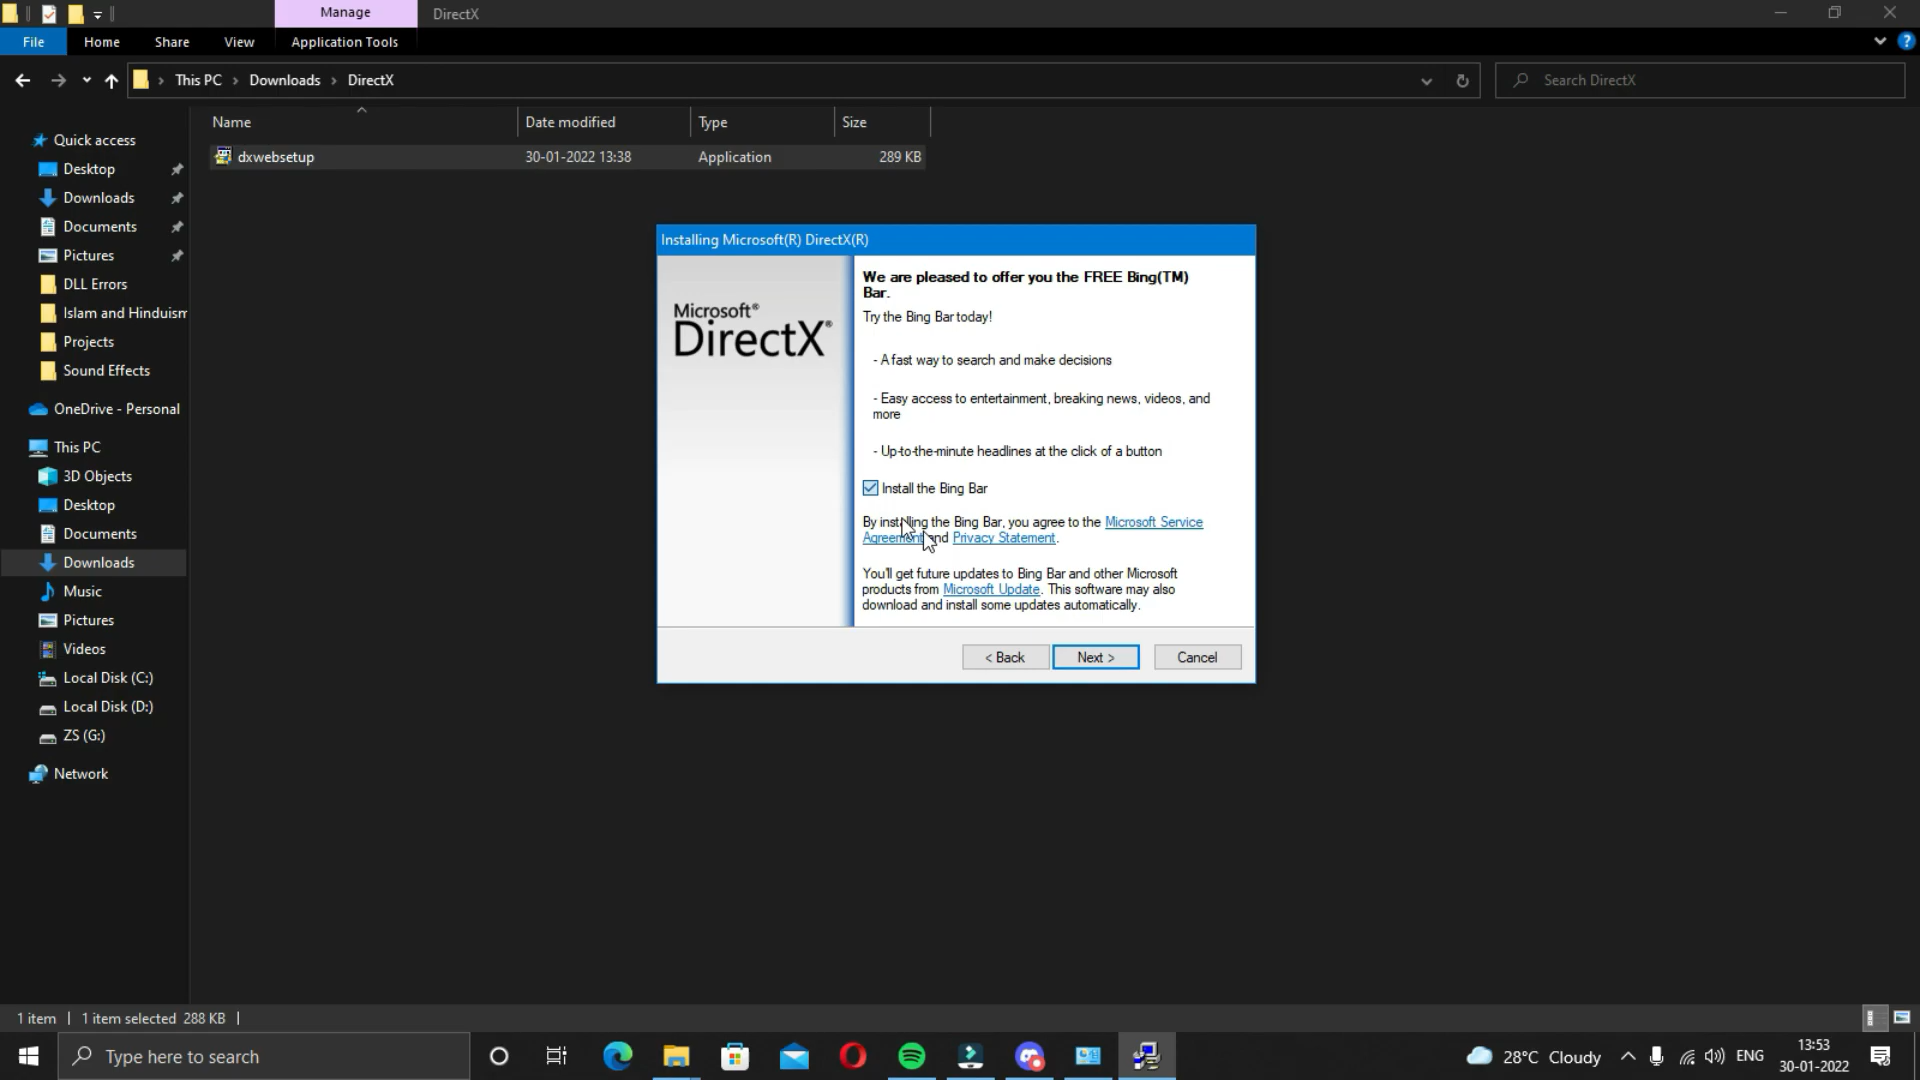 Manage
DirectX
File
Home
Share
View
Application Tools
This PC
Downloads
DirectX
Search DirectX
Name
Date modified
Type
Size
dxwebsetup
30-01-2022 13:38
Application
289 KB
Quick access
Desktop
Downloads
Documents
Pictures
DLL Errors
Islam and Hinduism
Projects
Sound Effects
OneDrive - Personal
This PC
3D Objects
Desktop
Documents
Downloads
Music
Pictures
Videos
Local Disk (C:)
Local Disk (D:)
ZS (G:)
Network
Installing Microsoft(R) DirectX(R)
Microsoft®
DirectX®
We are pleased to offer you the FREE Bing(TM)
Bar.
Try the Bing Bar today!
- A fast way to search and make decisions
- Easy access to entertainment, breaking news, videos, and
more
- Up-to-the-minute headlines at the click of a button
Install the Bing Bar
By installing the Bing Bar, you agree to the Microsoft Service
Agreement and Privacy Statement.
You'll get future updates to Bing Bar and other Microsoft
products from Microsoft Update. This software may also
download and install some updates automatically.
< Back
Next >
Cancel
1 item
1 item selected 288 KB
Type here to search
28°C Cloudy
ENG
13:53
30-01-2022